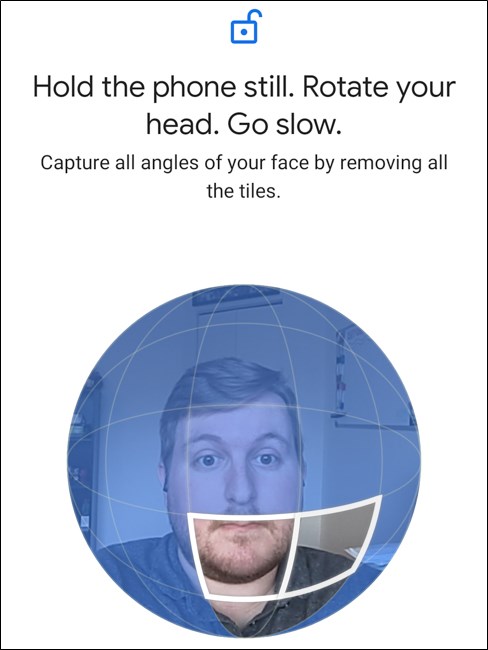 Hold the phone still. Rotate your
head. Go slow.
Capture all angles of your face by removing all
the tiles.